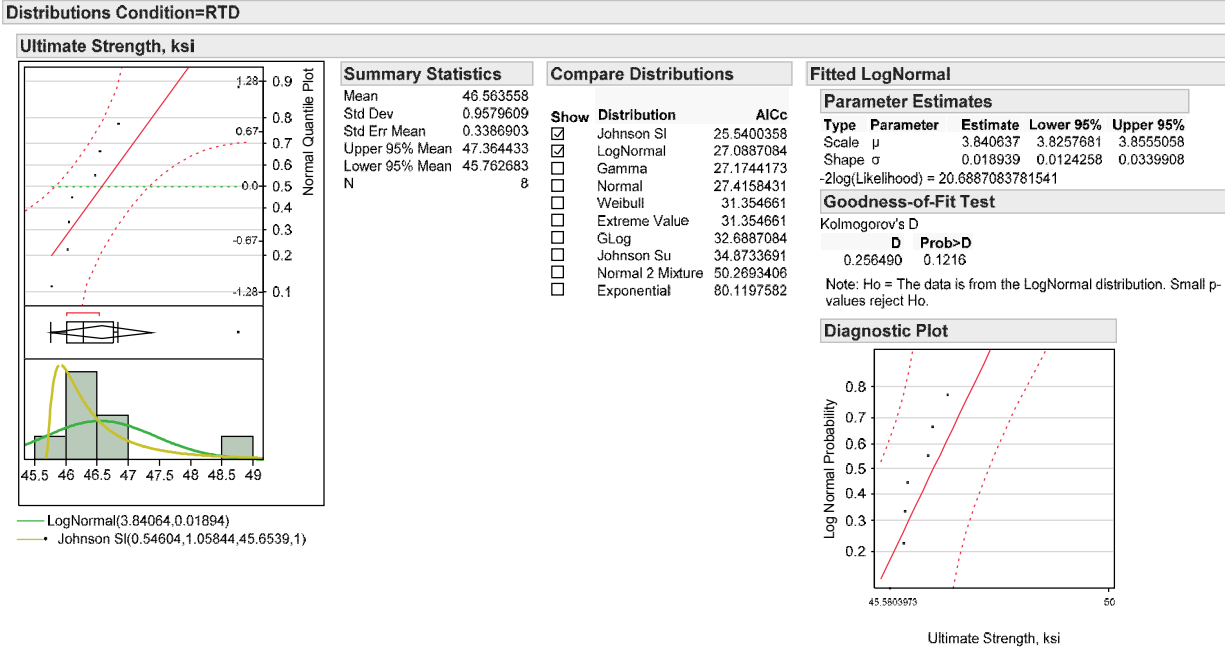 Distributions Condition=RTD
Ultimate Strength, ksi
1.28 0.9
0.8
0.67 0.7
0.6
0.0 0.5
0.4
0.3
-0.67
0.2
-1.28 0.1
Normal Quantile Plot
45.5 46 46.5 47 47.5 48 48.5 49
LogNormal(3.84064,0.01894)
Johnson Sl(0.54604,1.05844,45.6539,1)
Summary Statistics
Mean 46.563558
Std Dev 0.9579609
Std Err Mean 0.3386903
Upper 95% Mean 47.364433
Lower 95% Mean 45.762683
N 8
Compare Distributions
Show Distribution AICc
Johnson Sl 25.5400358
LogNormal 27.0887084
Gamma 27.1744173
Normal 27.4158431
Weibull 31.354661
Extreme Value 31.354661
GLog 32.6887084
Johnson Su 34.8733691
Normal 2 Mixture 50.2693406
Exponential 80.1197582
Fitted LogNormal
Parameter Estimates
Type Parameter Estimate Lower 95% Upper 95%
Scale μ 3.840637 3.8257681 3.8555058
Shape σ 0.018939 0.0124258 0.0339908
-2log(Likelihood) = 20.6887083781541
Goodness-of-Fit Test
Kolmogorov's D
D Prob>D
0.256490 0.1216
Note: Ho = The data is from the LogNormal distribution. Small p-
values reject Ho.
Diagnostic Plot
0.8
0.7
0.6
0.5
0.4
0.3
0.2
Log Normal Probability
45.5803973 50
Ultimate Strength, ksi